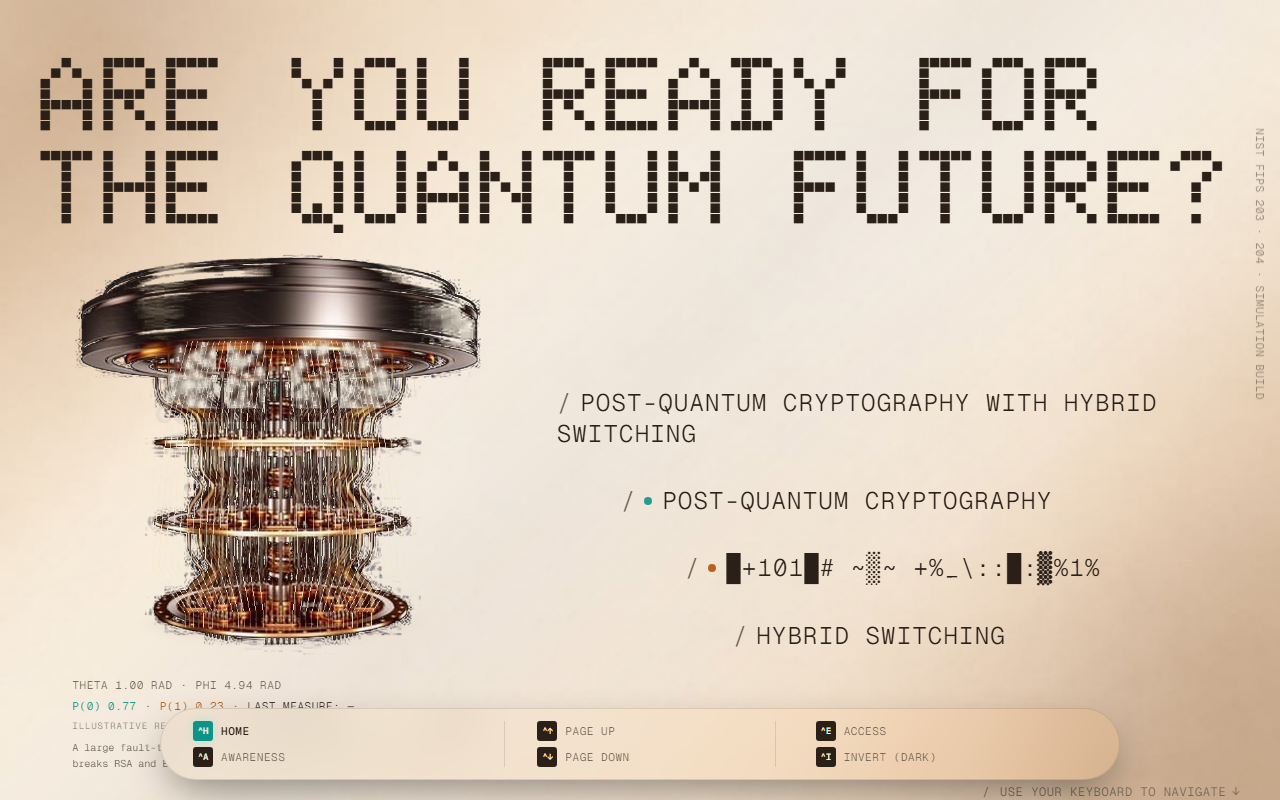 ARE YOU READY FOR
THE QUANTUM FUTURE?
NIST FIPS 203 · 204 · SIMULATION BUILD
/ POST-QUANTUM CRYPTOGRAPHY WITH HYBRID
SWITCHING
/ • POST-QUANTUM CRYPTOGRAPHY
/ • █+101█# ~▒~ +%_\::█:▓%1%
/ HYBRID SWITCHING
THETA 1.00 RAD · PHI 4.94 RAD
P(0) 0.77 · P(1) 0.23 · LAST MEASURE: —
ILLUSTRATIVE
A large
breaks RSA and
^H HOME
^A AWARENESS
^↑ PAGE UP
^↓ PAGE DOWN
^E ACCESS
^I INVERT (DARK)
/ USE YOUR KEYBOARD TO NAVIGATE ↓